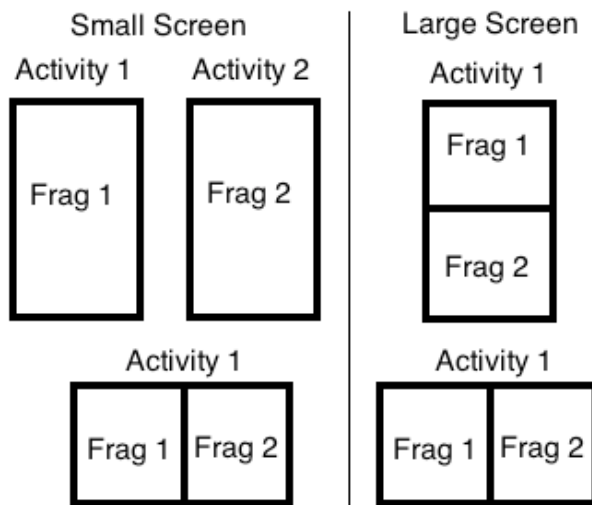 Small Screen
Activity 1 Activity 2
Frag 1 Frag 2
Activity 1
Frag 1 Frag 2
Large Screen
Activity 1
Frag 1
Frag 2
Activity 1
Frag 1 Frag 2